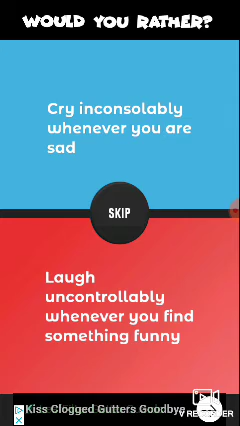 WOULD YOU RATHER?
Cry inconsolably
whenever you are
sad
SKIP
Laugh
uncontrollably
whenever you find
something funny
Kiss Clogged Gutters Goodbye